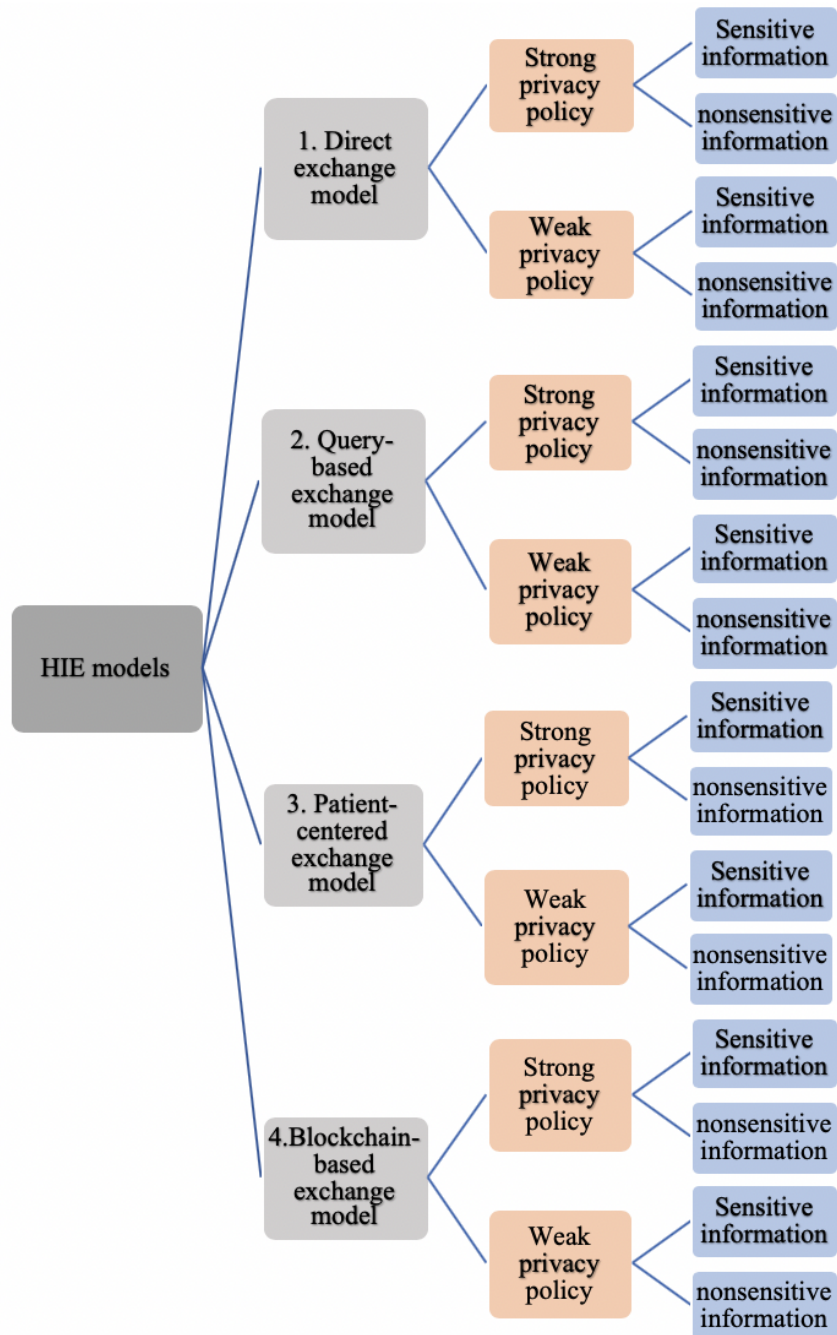 HIE models
1. Direct
exchange
model
Strong
privacy
policy
Sensitive
information
nonsensitive
information
Weak
privacy
policy
Sensitive
information
nonsensitive
information
2. Query-
based
exchange
model
Strong
privacy
policy
Sensitive
information
nonsensitive
information
Weak
privacy
policy
Sensitive
information
nonsensitive
information
3. Patient-
centered
exchange
model
Strong
privacy
policy
Sensitive
information
nonsensitive
information
Weak
privacy
policy
Sensitive
information
nonsensitive
information
4.Blockchain-
based
exchange
model
Strong
privacy
policy
Sensitive
information
nonsensitive
information
Weak
privacy
policy
Sensitive
information
nonsensitive
information